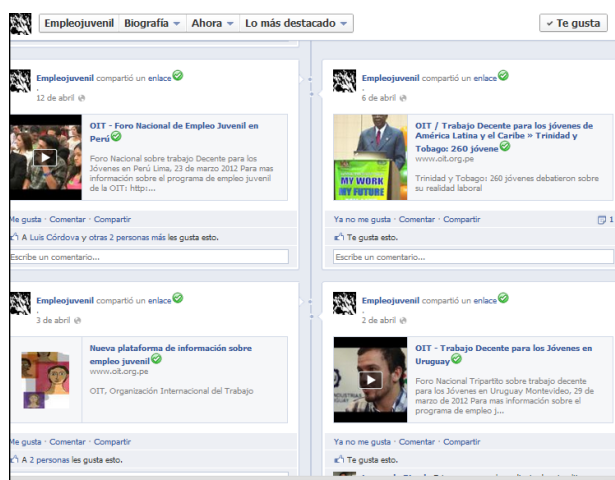 Empleojuvenil Biografía Ahora Lo más destacado Te gusta
Empleojuvenil compartió un enlace
.
12 de abril
OIT - Foro Nacional de Empleo Juvenil en
Perú
Foro Nacional sobre trabajo Decente para los
Jóvenes en Perú Lima, 23 de marzo 2012 Para mas
información sobre el programa de empleo juvenil
de la OIT: http:...
Me gusta · Comentar · Compartir
A Luis Córdova y otras 2 personas más les gusta esto.
Escribe un comentario...
Empleojuvenil compartió un enlace
.
6 de abril
MY WORK
MY FUTURE
OIT / Trabajo Decente para los jóvenes de
América Latina y el Caribe » Trinidad y
Tobago: 260 jóvene
www.oit.org.pe
Trinidad y Tobago: 260 jóvenes debatieron sobre
su realidad laboral
Ya no me gusta · Comentar · Compartir 1
Te gusta esto.
Escribe un comentario...
Empleojuvenil compartió un enlace
.
3 de abril
Nueva plataforma de información sobre
empleo juvenil
www.oit.org.pe
OIT, Organización Internacional del Trabajo
Me gusta · Comentar · Compartir
A 2 personas les gusta esto.
Empleojuvenil compartió un enlace
.
2 de abril
OIT - Trabajo Decente para los Jóvenes en
Uruguay
Foro Nacional Tripartito sobre trabajo decente
para los Jóvenes en Uruguay Montevideo, 29 de
marzo de 2012 Para mas información sobre el
programa de empleo j...
Ya no me gusta · Comentar · Compartir
Te gusta esto.